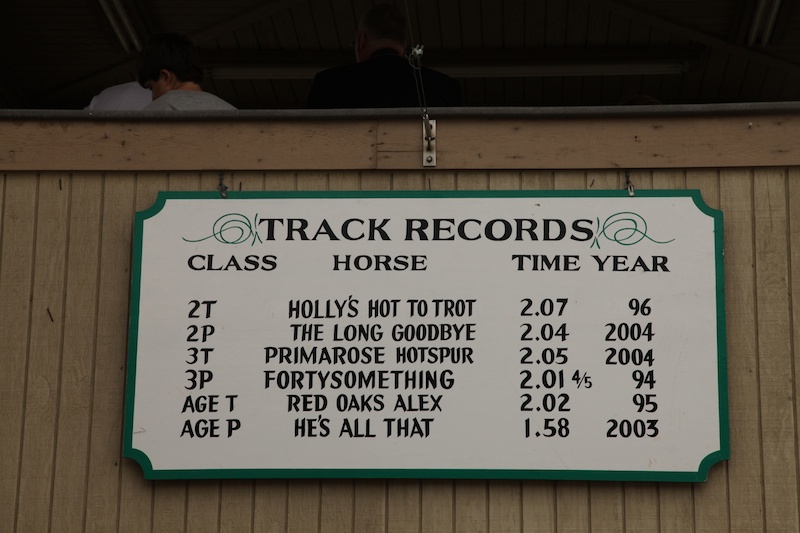 TRACK RECORDS
CLASS HORSE TIME YEAR
2T HOLLY'S HOT TO TROT 2.07 96
2P THE LONG GOODBYE 2.04 2004
3T PRIMAROSE HOTSPUR 2.05 2004
3P FORTYSOMETHING 2.01 4/5 94
AGE T RED OAKS ALEX 2.02 95
AGE P HE'S ALL THAT 1.58 2003